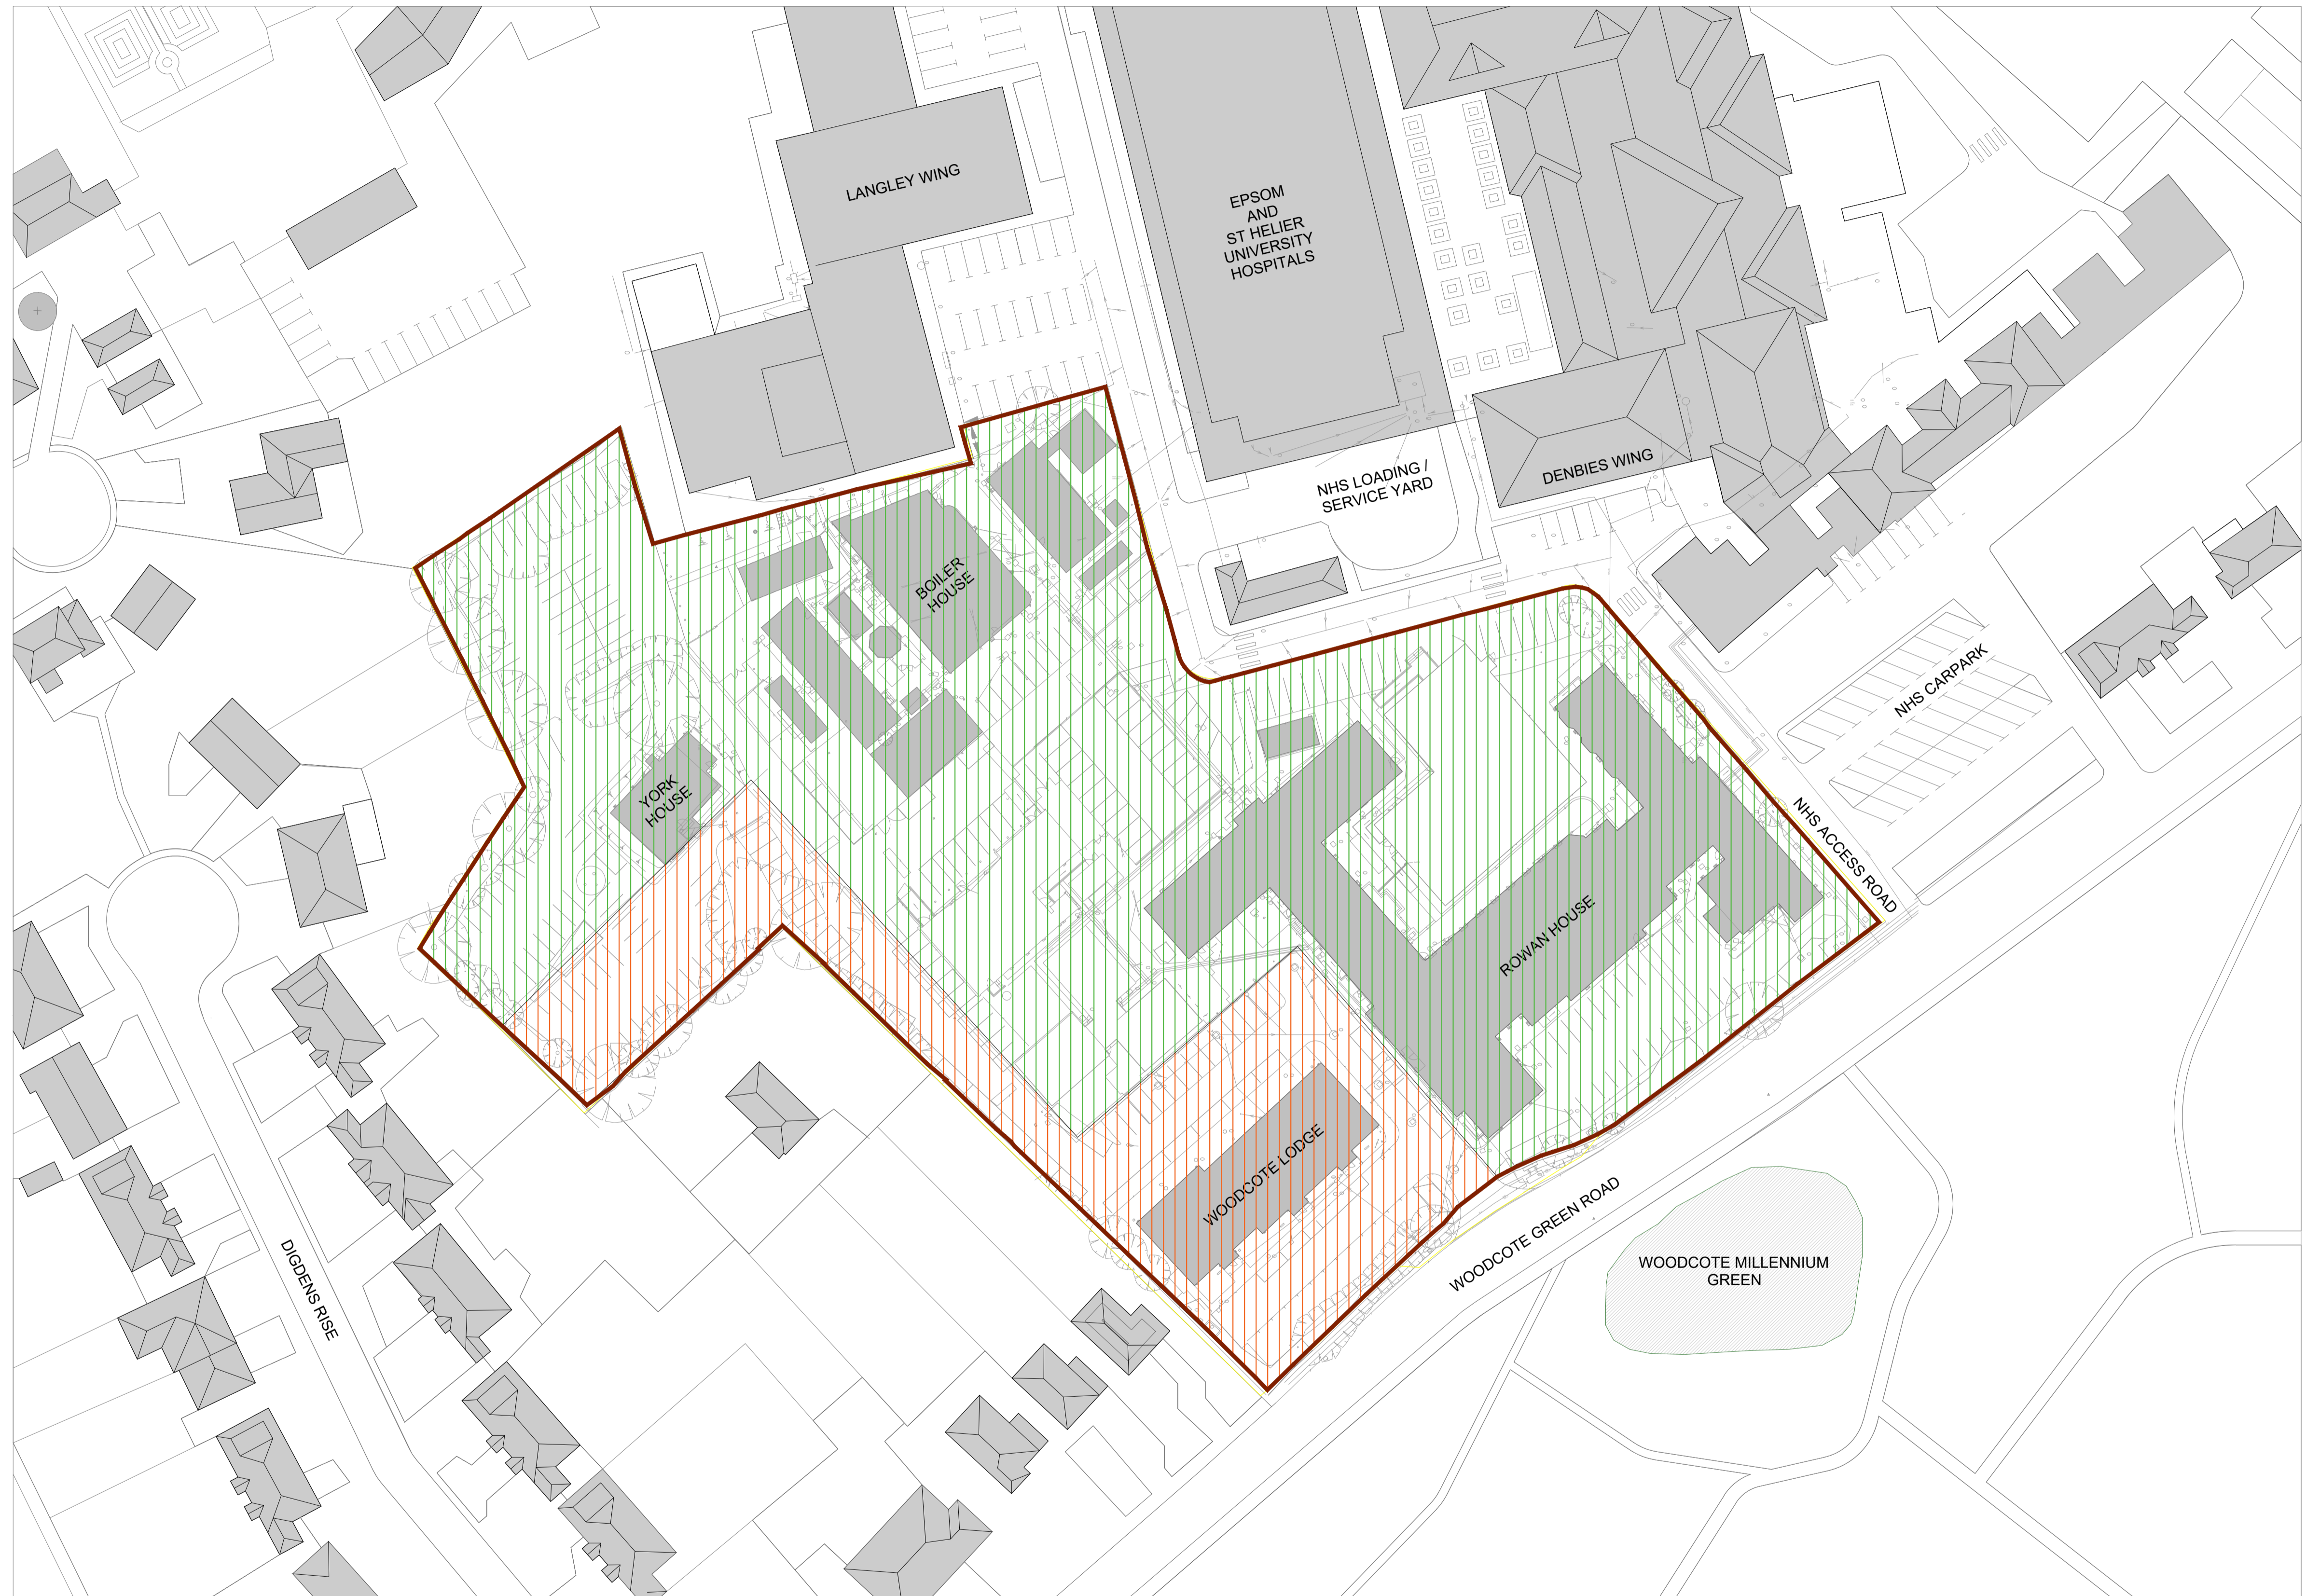 LANGLEY WING
EPSOM
AND
ST HELIER
UNIVERSITY
HOSPITALS
NHS LOADING /
SERVICE YARD
DENBIES WING
BOILER
HOUSE
YORK
HOUSE
NHS CARPARK
NHS ACCESS ROAD
ROWAN HOUSE
WOODCOTE LODGE
WOODCOTE GREEN ROAD
WOODCOTE MILLENNIUM
GREEN
DIGDENS RISE